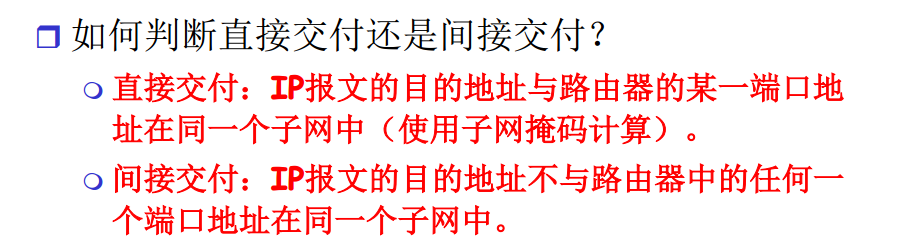 如何判断直接交付还是间接交付？
直接交付：IP报文的目的地址与路由器的某一端口地
址在同一个子网中（使用子网掩码计算）。
间接交付：IP报文的目的地址不与路由器中的任何一
个端口地址在同一个子网中。